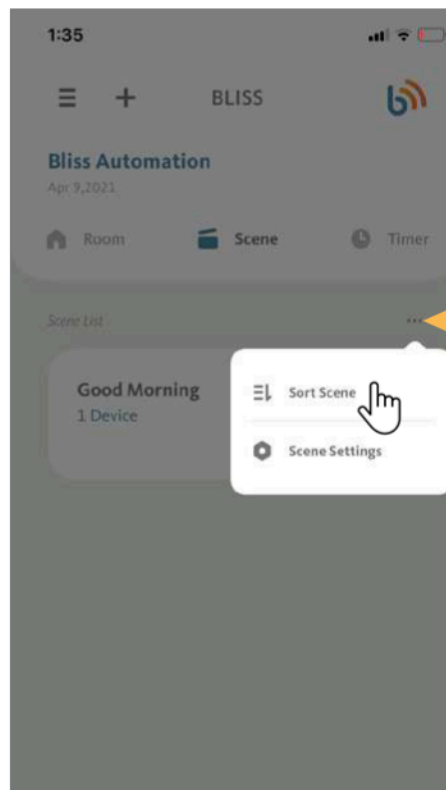 1:35
BLISS
Bliss Automation
Apr 9,2021
Room Scene Timer
Scene List
Good Morning
1 Device
Sort Scene
Scene Settings